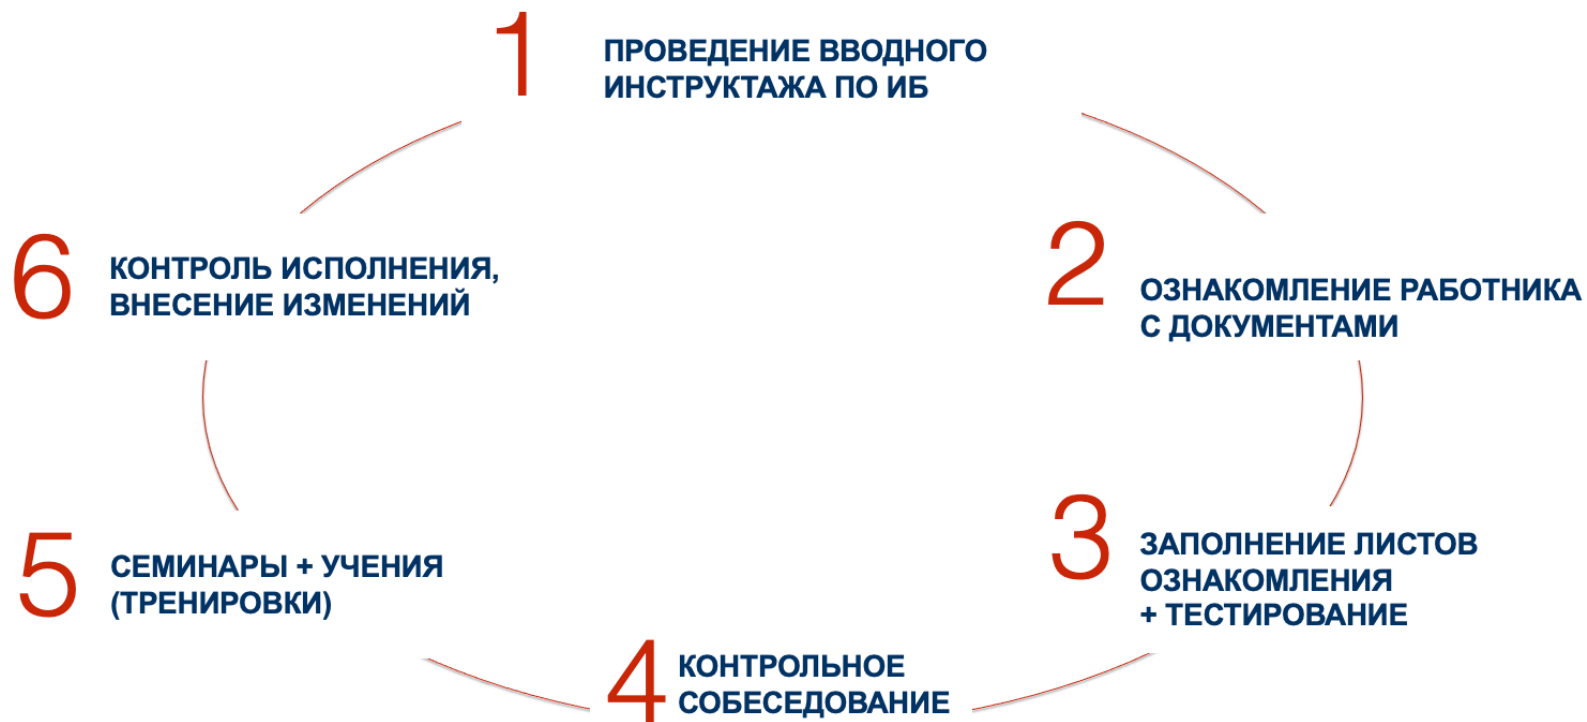 1
ПРОВЕДЕНИЕ ВВОДНОГО
ИНСТРУКТАЖА ПО ИБ
2
ОЗНАКОМЛЕНИЕ РАБОТНИКА
С ДОКУМЕНТАМИ
3
ЗАПОЛНЕНИЕ ЛИСТОВ
ОЗНАКОМЛЕНИЯ
+ ТЕСТИРОВАНИЕ
4
КОНТРОЛЬНОЕ
СОБЕСЕДОВАНИЕ
5
СЕМИНАРЫ + УЧЕНИЯ
(ТРЕНИРОВКИ)
6
КОНТРОЛЬ ИСПОЛНЕНИЯ,
ВНЕСЕНИЕ ИЗМЕНЕНИЙ